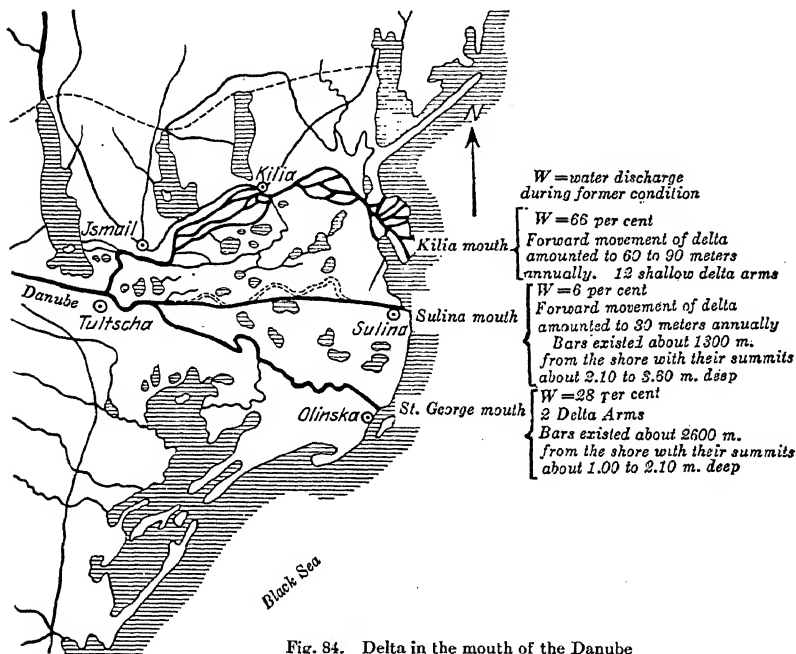 N
Kilia
Jsmail
Danube
Tultscha
Sulina
Olinska
Black Sea
W=water discharge
during former condition
Kilia mouth
W=66 per cent
Forward movement of delta
amounted to 60 to 90 meters
annually. 12 shallow delta arms
Sulina mouth
W=6 per cent
Forward movement of delta
amounted to 30 meters annually
Bars existed about 1300 m.
from the shore with their summits
about 2.10 to 3.60 m. deep
St. George mouth
W=28 per cent
2 Delta Arms
Bars existed about 2600 m.
from the shore with their summits
about 1.00 to 2.10 m. deep
Fig. 84. Delta in the mouth of the Danube